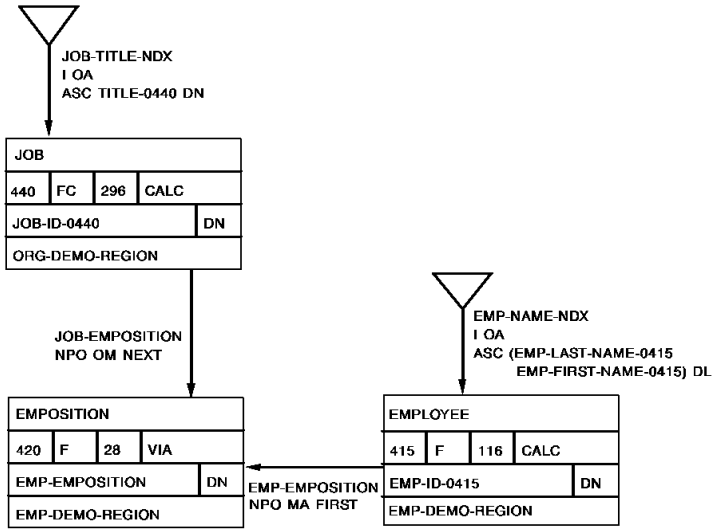 JOB-TITLE-NDX
I OA
ASC TITLE-0440 DN
JOB
440 FC 296 CALC
JOB-ID-0440 DN
ORG-DEMO-REGION
JOB-EMPOSITION
NPO OM NEXT
EMP-NAME-NDX
I OA
ASC (EMP-LAST-NAME-0415
EMP-FIRST-NAME-0415) DL
EMPOSITION
420 F 28 VIA
EMP-EMPOSITION DN
EMP-DEMO-REGION
EMP-EMPOSITION
NPO MA FIRST
EMPLOYEE
415 F 116 CALC
EMP-ID-0415 DN
EMP-DEMO-REGION